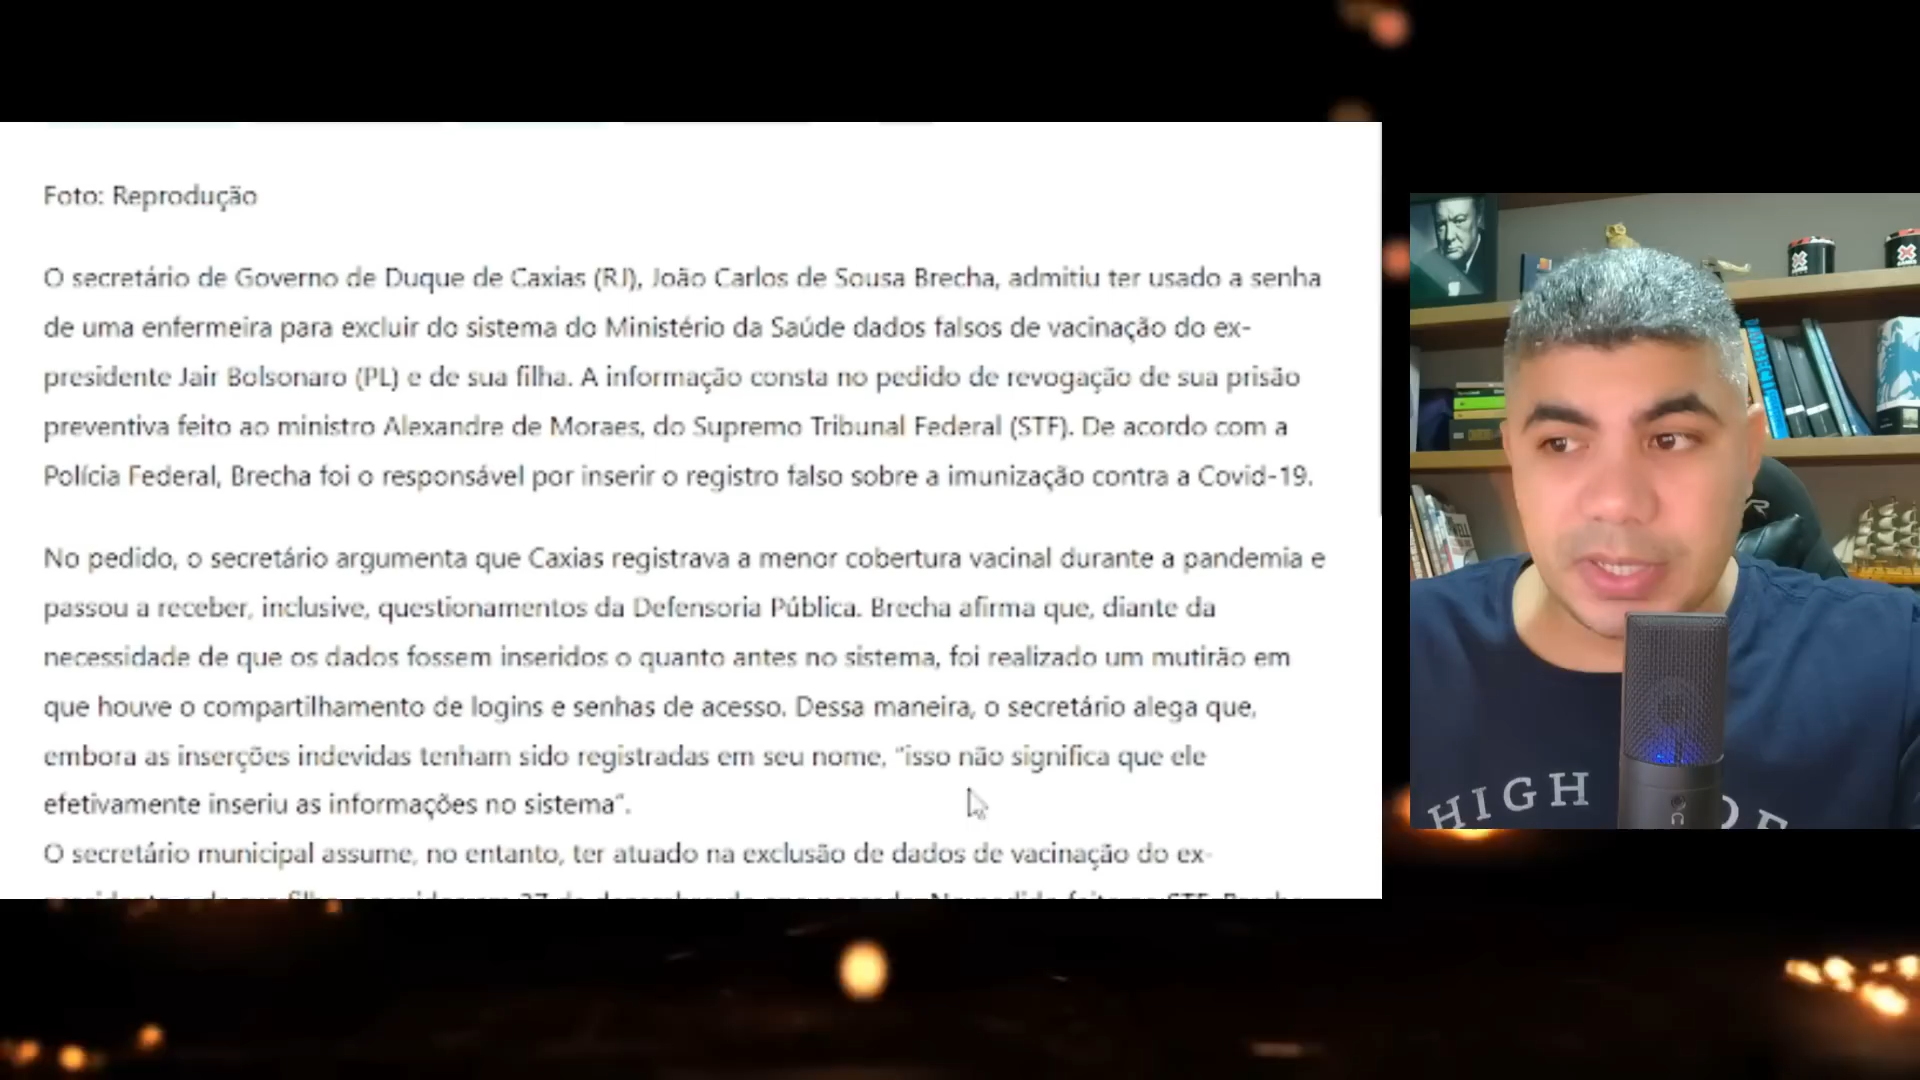 Foto: Reprodução
O secretário de Governo de Duque de Caxias (RJ), João Carlos de Sousa Brecha, admitiu ter usado a senha
de uma enfermeira para excluir do sistema do Ministério da Saúde dados falsos de vacinação do ex-
presidente Jair Bolsonaro (PL) e de sua filha. A informação consta no pedido de revogação de sua prisão
preventiva feito ao ministro Alexandre de Moraes, do Supremo Tribunal Federal (STF). De acordo com a
Polícia Federal, Brecha foi o responsável por inserir o registro falso sobre a imunização contra a Covid-19.
No pedido, o secretário argumenta que Caxias registrava a menor cobertura vacinal durante a pandemia e
passou a receber, inclusive, questionamentos da Defensoria Pública. Brecha afirma que, diante da
necessidade de que os dados fossem inseridos o quanto antes no sistema, foi realizado um mutirão em
que houve o compartilhamento de logins e senhas de acesso. Dessa maneira, o secretário alega que,
embora as inserções indevidas tenham sido registradas em seu nome, "isso não significa que ele
efetivamente inseriu as informações no sistema".
O secretário municipal assume, no entanto, ter atuado na exclusão de dados de vacinação do ex-
HIGH